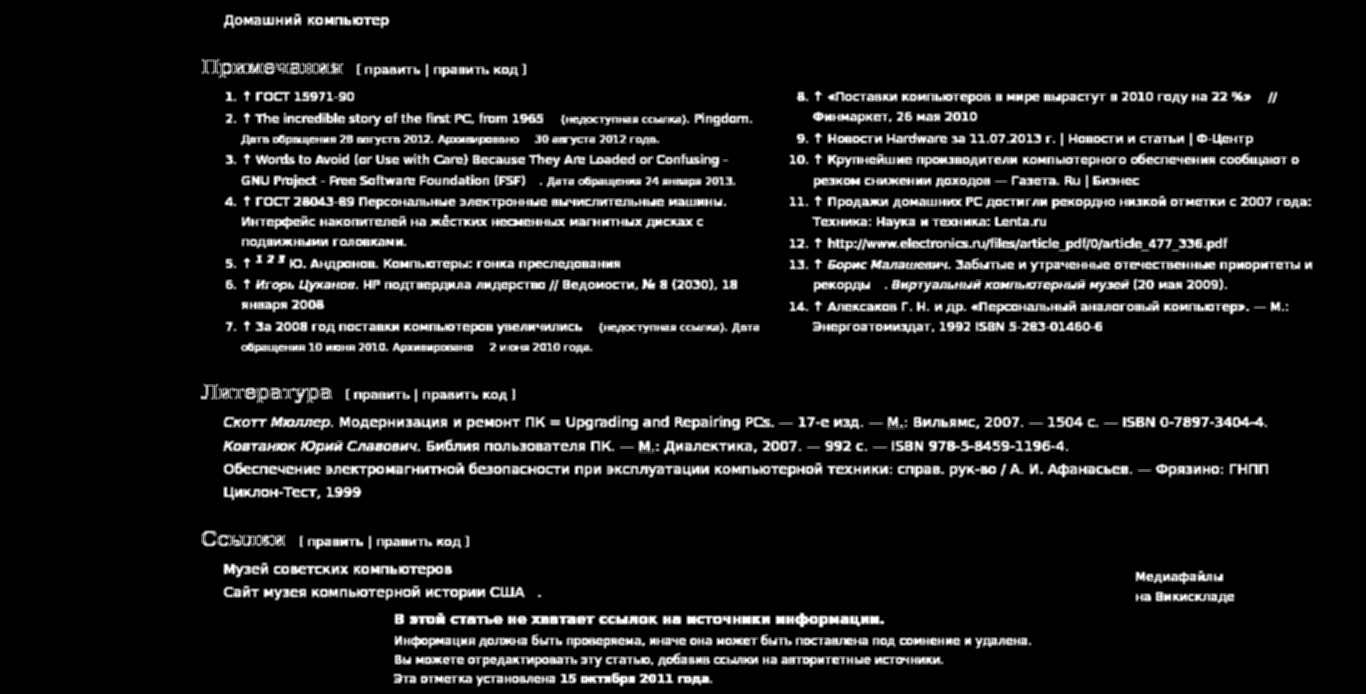 Домашний компьютер
Примечания [ править | править код ]
1. ↑ ГОСТ 15971-90
2. ↑ The incredible story of the first PC, from 1965 (недоступная ссылка). Pingdom.
Дата обращения 28 августа 2012. Архивировано 30 августа 2012 года.
3. ↑ Words to Avoid (or Use with Care) Because They Are Loaded or Confusing –
GNU Project - Free Software Foundation (FSF) . Дата обращения 24 января 2013.
4. ↑ ГОСТ 28043-89 Персональные электронные вычислительные машины.
Интерфейс накопителей на жёстких несменных магнитных дисках с
подвижными головками.
5. ↑ 1 2 3 Ю. Андронов. Компьютеры: гонка преследования
6. ↑ Игорь Цуканов. HP подтвердила лидерство // Ведомости, № 8 (2030), 18
января 2008
7. ↑ За 2008 год поставки компьютеров увеличились (недоступная ссылка). Дата
обращения 10 июня 2010. Архивировано 2 июня 2010 года.
8. ↑ «Поставки компьютеров в мире вырастут в 2010 году на 22 %» //
Финмаркет, 26 мая 2010
9. ↑ Новости Hardware за 11.07.2013 г. | Новости и статьи | Ф-Центр
10. ↑ Крупнейшие производители компьютерного обеспечения сообщают о
резком снижении доходов — Газета. Ru | Бизнес
11. ↑ Продажи домашних PC достигли рекордно низкой отметки с 2007 года:
Техника: Наука и техника: Lenta.ru
12. ↑ http://www.electronics.ru/files/article_pdf/0/article_477_336.pdf
13. ↑ Борис Малашевич. Забытые и утраченные отечественные приоритеты и
рекорды . Виртуальный компьютерный музей (20 мая 2009).
14. ↑ Алексаков Г. Н. и др. «Персональный аналоговый компьютер». — М.:
Энергоатомиздат, 1992 ISBN 5-283-01460-6
Литература [ править | править код ]
Скотт Мюллер. Модернизация и ремонт ПК = Upgrading and Repairing PCs. — 17-е изд. — М.: Вильямс, 2007. — 1504 с. — ISBN 0-7897-3404-4.
Ковтанюк Юрий Славович. Библия пользователя ПК. — М.: Диалектика, 2007. — 992 с. — ISBN 978-5-8459-1196-4.
Обеспечение электромагнитной безопасности при эксплуатации компьютерной техники: справ. рук-во / А. И. Афанасьев. — Фрязино: ГНПП
Циклон-Тест, 1999
Ссылки [ править | править код ]
Музей советских компьютеров
Сайт музея компьютерной истории США .
Медиафайлы
на Викискладе
В этой статье не хватает ссылок на источники информации.
Информация должна быть проверяема, иначе она может быть поставлена под сомнение и удалена.
Вы можете отредактировать эту статью, добавив ссылки на авторитетные источники.
Эта отметка установлена 15 октября 2011 года.